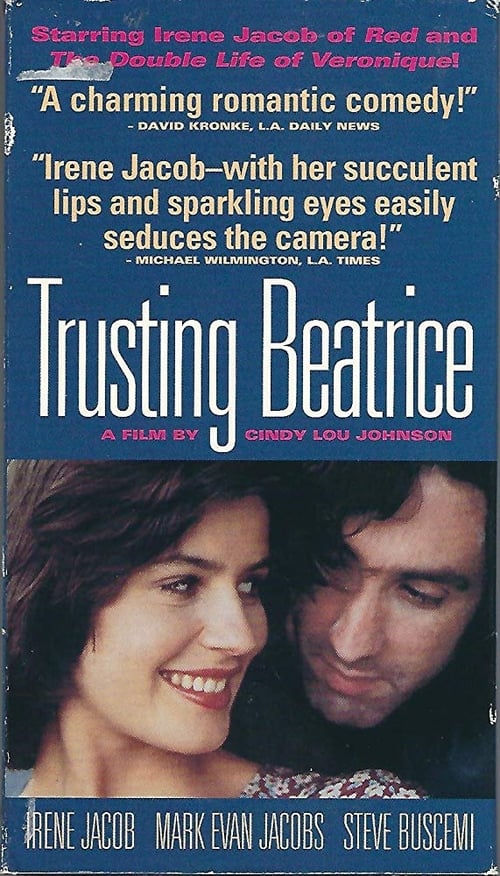 Starring Irene Jacob of Red and
The Double Life of Veronique!
“A charming romantic comedy!”
- DAVID KRONKE, L.A. DAILY NEWS
“Irene Jacob–with her succulent
lips and sparkling eyes easily
seduces the camera!”
- MICHAEL WILMINGTON, L.A. TIMES
Trusting Beatrice
A FILM BY CINDY LOU JOHNSON
IRENE JACOB MARK EVAN JACOBS STEVE BUSCEMI